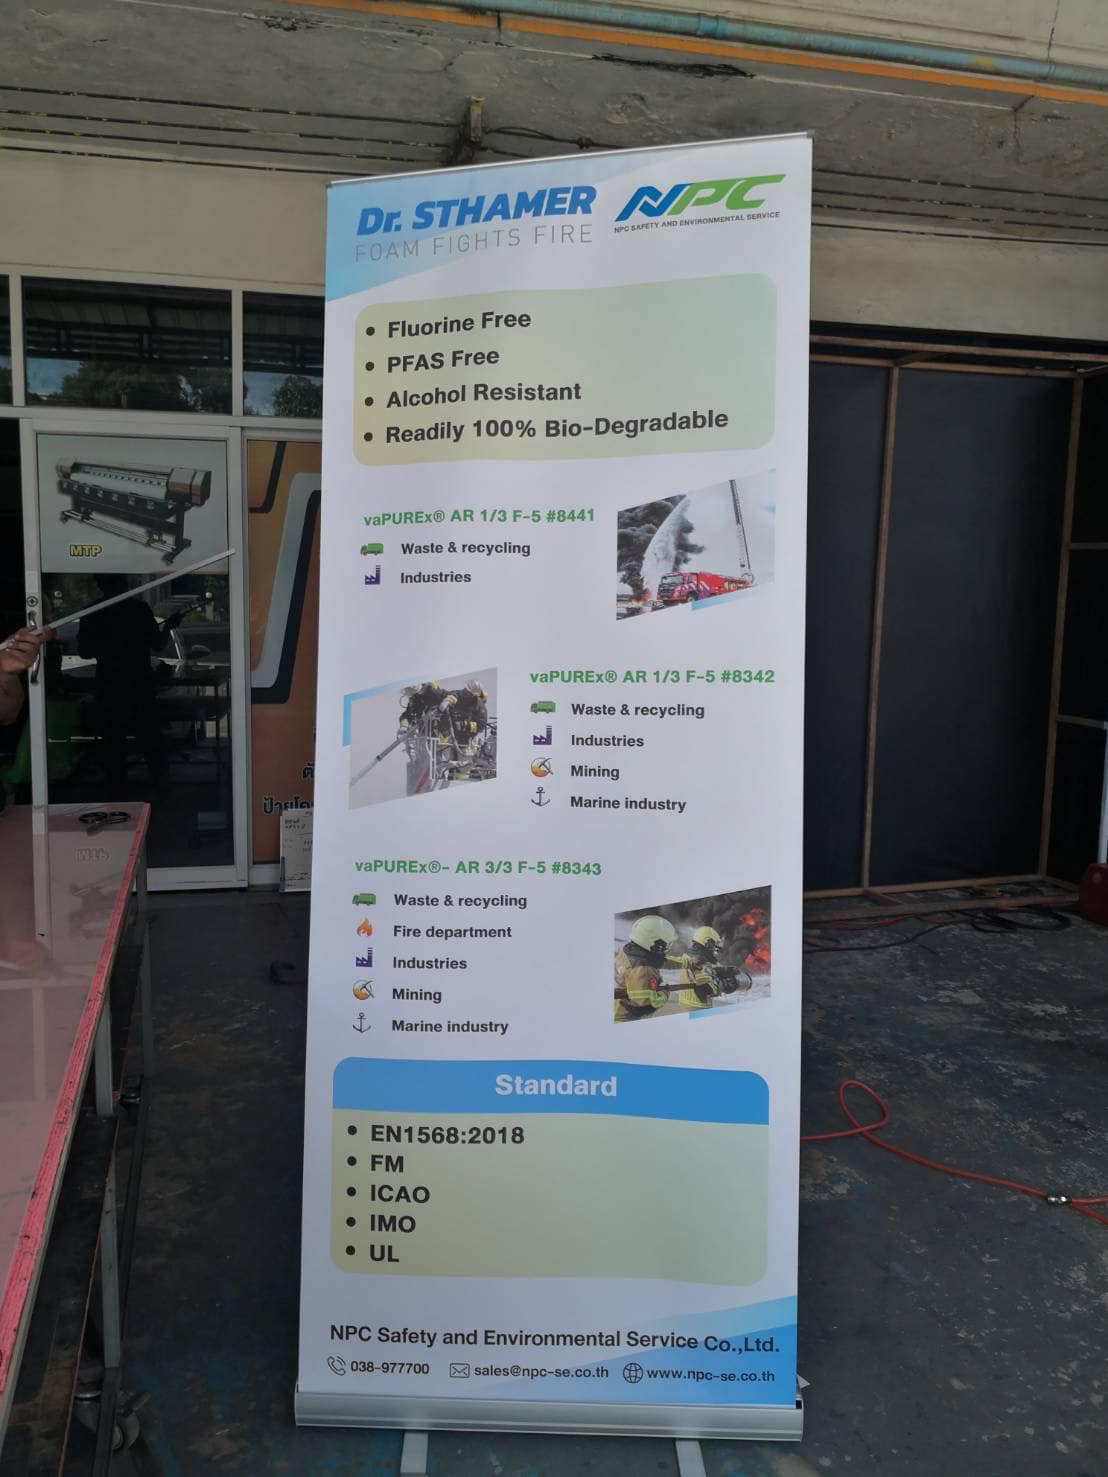 Dr. STHAMER
FOAM FIGHTS FIRE
NPC
NPC SAFETY AND ENVIRONMENTAL SERVICE
• Fluorine Free
• PFAS Free
• Alcohol Resistant
• Readily 100% Bio-Degradable
vaPUREx® AR 1/3 F-5 #8441
Waste & recycling
Industries
MTP
vaPUREx® AR 1/3 F-5 #8342
Waste & recycling
Industries
Mining
Marine industry
vaPUREx®- AR 3/3 F-5 #8343
Waste & recycling
Fire department
Industries
Mining
Marine industry
Standard
• EN1568:2018
• FM
• ICAO
• IMO
• UL
NPC Safety and Environmental Service Co.,Ltd.
038-977700 sales@npc-se.co.th www.npc-se.co.th